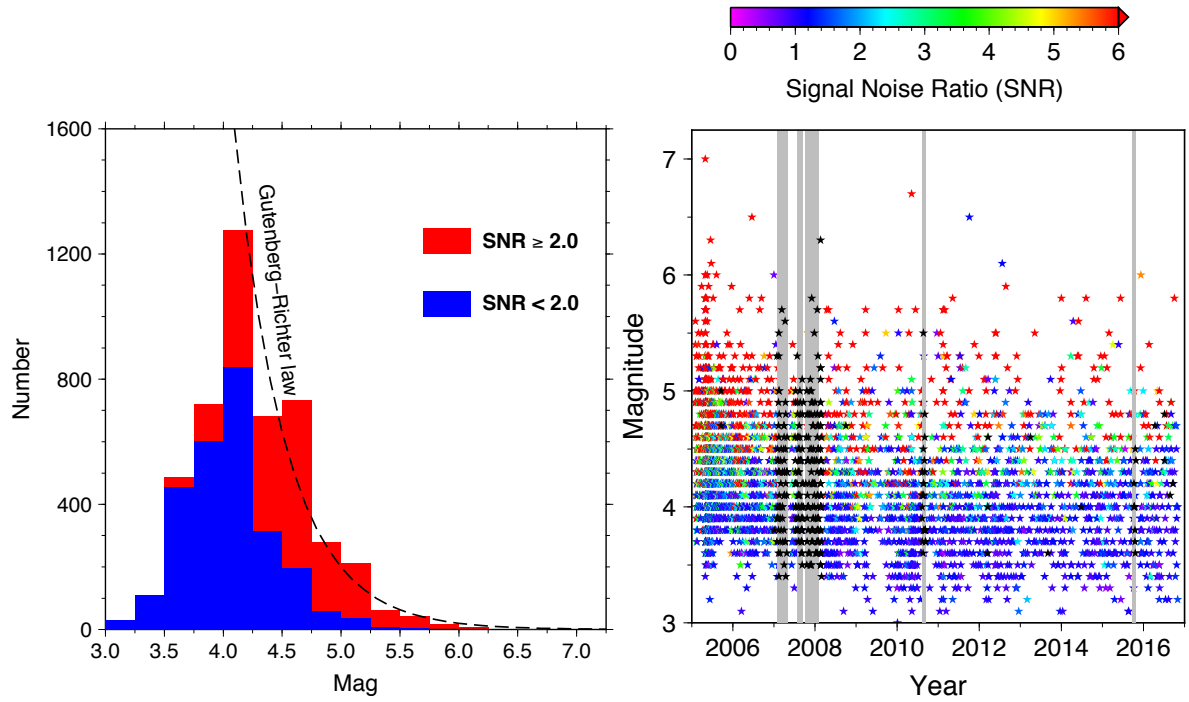 0 1 2 3 4 5 6
Signal Noise Ratio (SNR)
1600
1200
800
400
0
Number
3.0 3.5 4.0 4.5 5.0 5.5 6.0 6.5 7.0
Mag
Gutenberg−Richter law
SNR ≥ 2.0
SNR < 2.0
7
6
5
4
3
Magnitude
2006 2008 2010 2012 2014 2016
Year